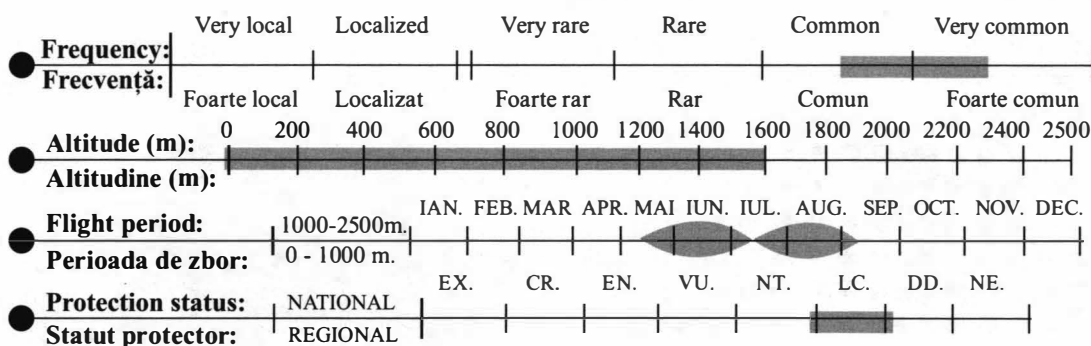 Very local Localized Very rare Rare Common Very common
Frequency:
Frecvență:
Foarte local Localizat Foarte rar Rar Comun Foarte comun
0 200 400 600 800 1000 1200 1400 1600 1800 2000 2200 2400 2500
Altitude (m):
Altitudine (m):
IAN. FEB. MAR APR. MAI IUN. IUL. AUG. SEP. OCT. NOV. DEC.
Flight period: 1000-2500m.
Perioada de zbor: 0 - 1000 m.
EX. CR. EN. VU. NT. LC. DD. NE.
Protection status: NATIONAL
Statut protector: REGIONAL